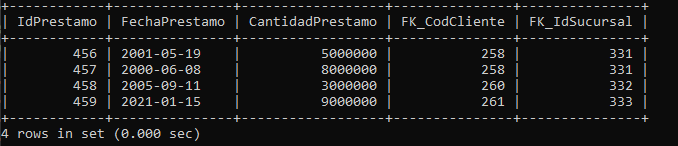 +------------+---------------+------------------+---------------+---------------+
| IdPrestamo | FechaPrestamo | CantidadPrestamo | FK_CodCliente | FK_IdSucursal |
+------------+---------------+------------------+---------------+---------------+
|        456 | 2001-05-19    |          5000000 |           258 |           331 |
|        457 | 2000-06-08    |          8000000 |           258 |           331 |
|        458 | 2005-09-11    |          3000000 |           260 |           332 |
|        459 | 2021-01-15    |          9000000 |           261 |           333 |
+------------+---------------+------------------+---------------+---------------+
4 rows in set (0.000 sec)